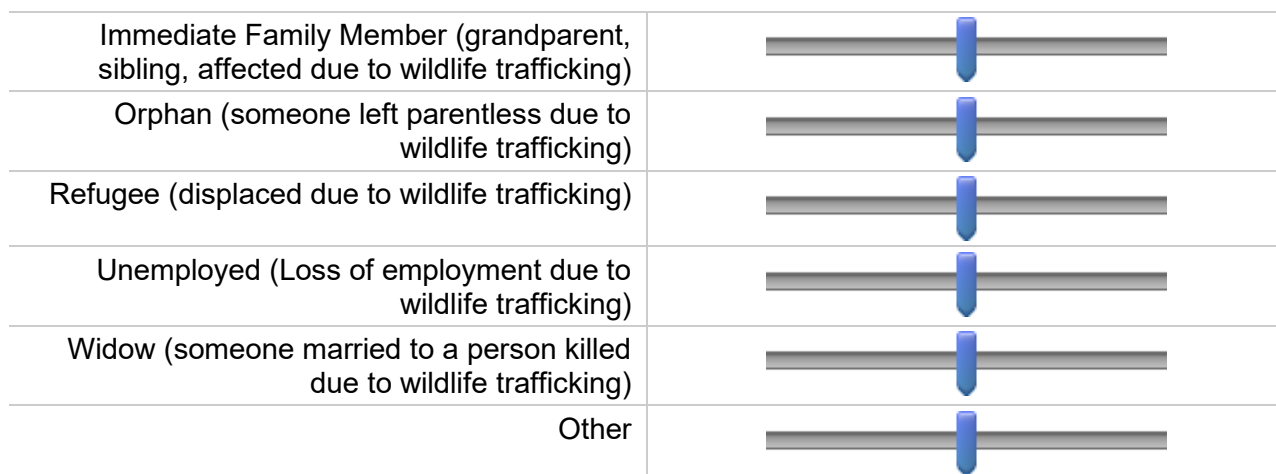 Immediate Family Member (grandparent,
sibling, affected due to wildlife trafficking)
Orphan (someone left parentless due to
wildlife trafficking)
Refugee (displaced due to wildlife trafficking)
Unemployed (Loss of employment due to
wildlife trafficking)
Widow (someone married to a person killed
due to wildlife trafficking)
Other